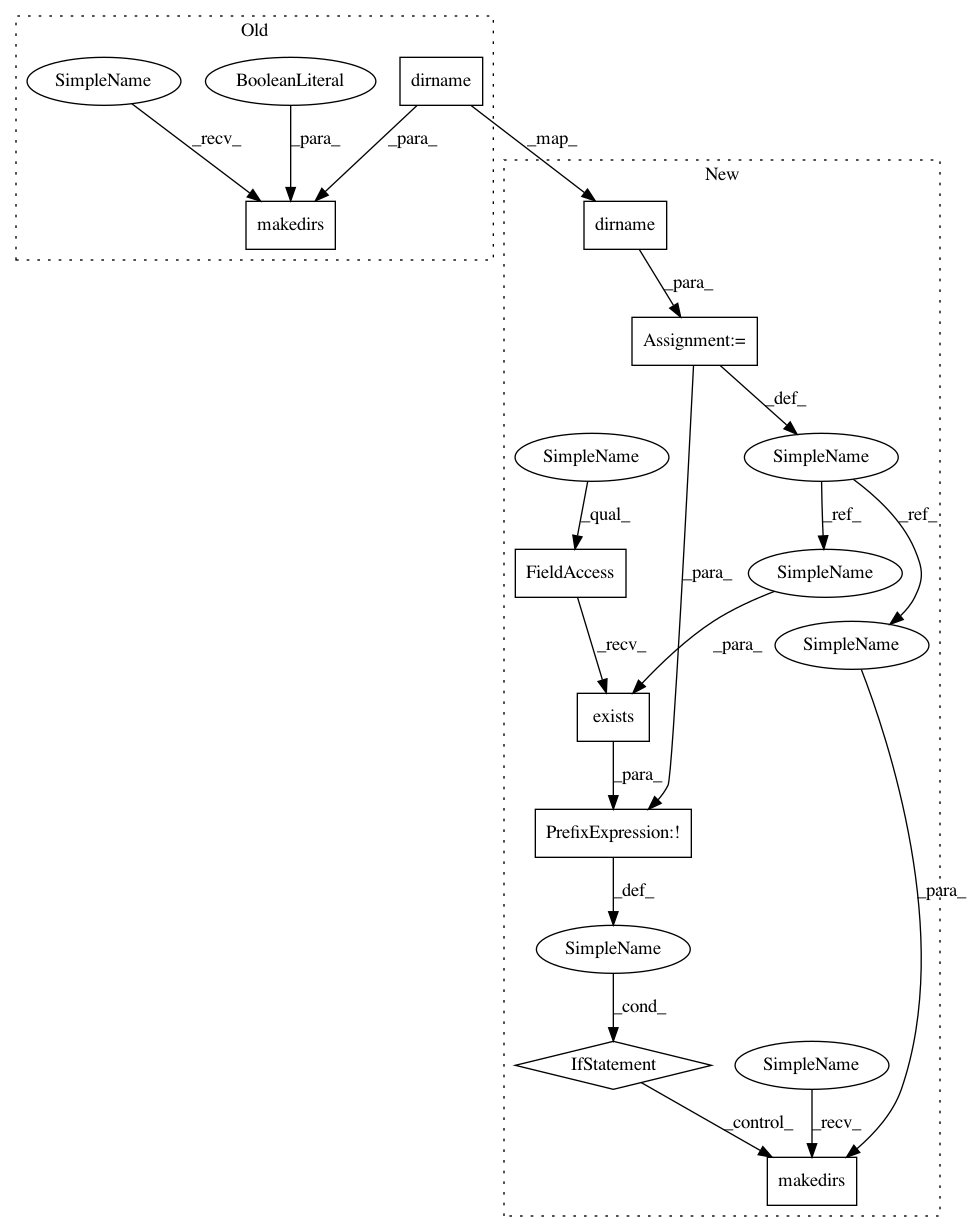 Old
SimpleName
BooleanLiteral
dirname
_recv_
_para_
_para_
_map_
makedirs
New
dirname
_para_
Assignment:=
_def_
SimpleName
SimpleName
_qual_
_ref_
_ref_
FieldAccess
SimpleName
_para_
SimpleName
_recv_
_para_
exists
_para_
PrefixExpression:!
_def_
_para_
SimpleName
_cond_
IfStatement
SimpleName
_control_
_recv_
makedirs